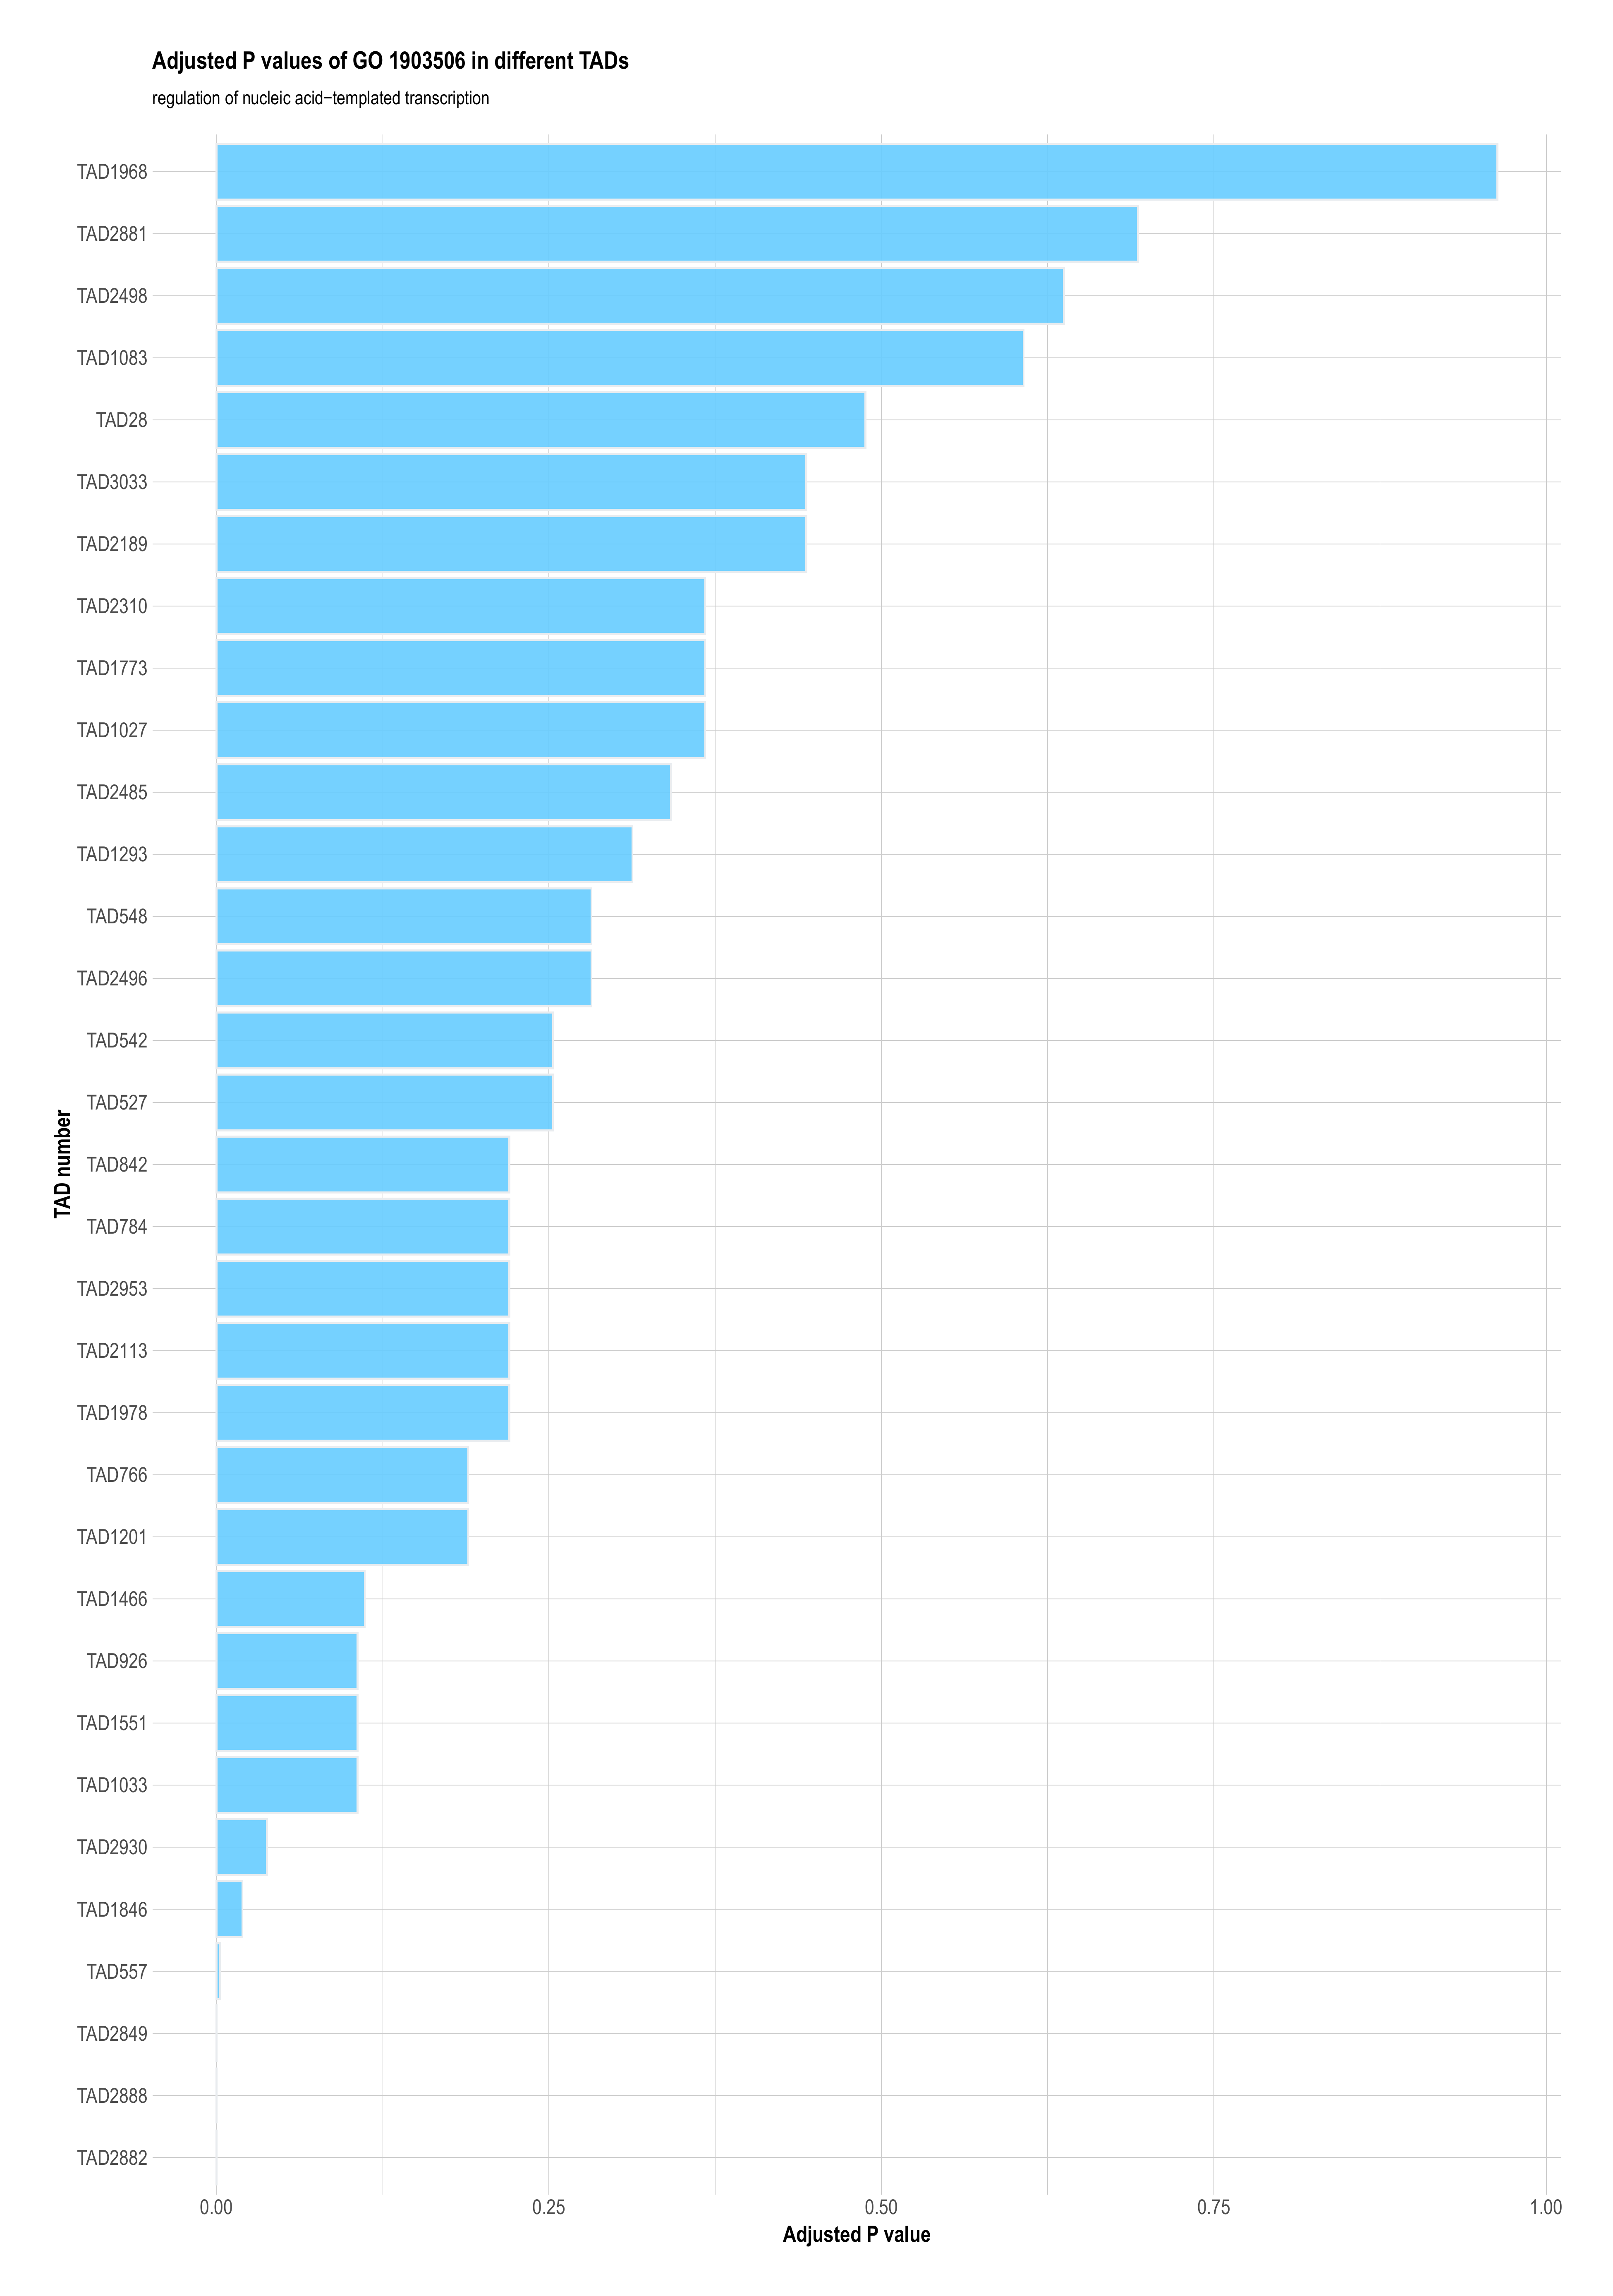 Adjusted P values of GO 1903506 in different TADs
regulation of nucleic acid−templated transcription
TAD1968
TAD2881
TAD2498
TAD1083
TAD28
TAD3033
TAD2189
TAD2310
TAD1773
TAD1027
TAD2485
TAD1293
TAD548
TAD2496
TAD542
TAD527
TAD842
TAD784
TAD2953
TAD2113
TAD1978
TAD766
TAD1201
TAD1466
TAD926
TAD1551
TAD1033
TAD2930
TAD1846
TAD557
TAD2849
TAD2888
TAD2882
TAD number
0.00 0.25 0.50 0.75 1.00
Adjusted P value